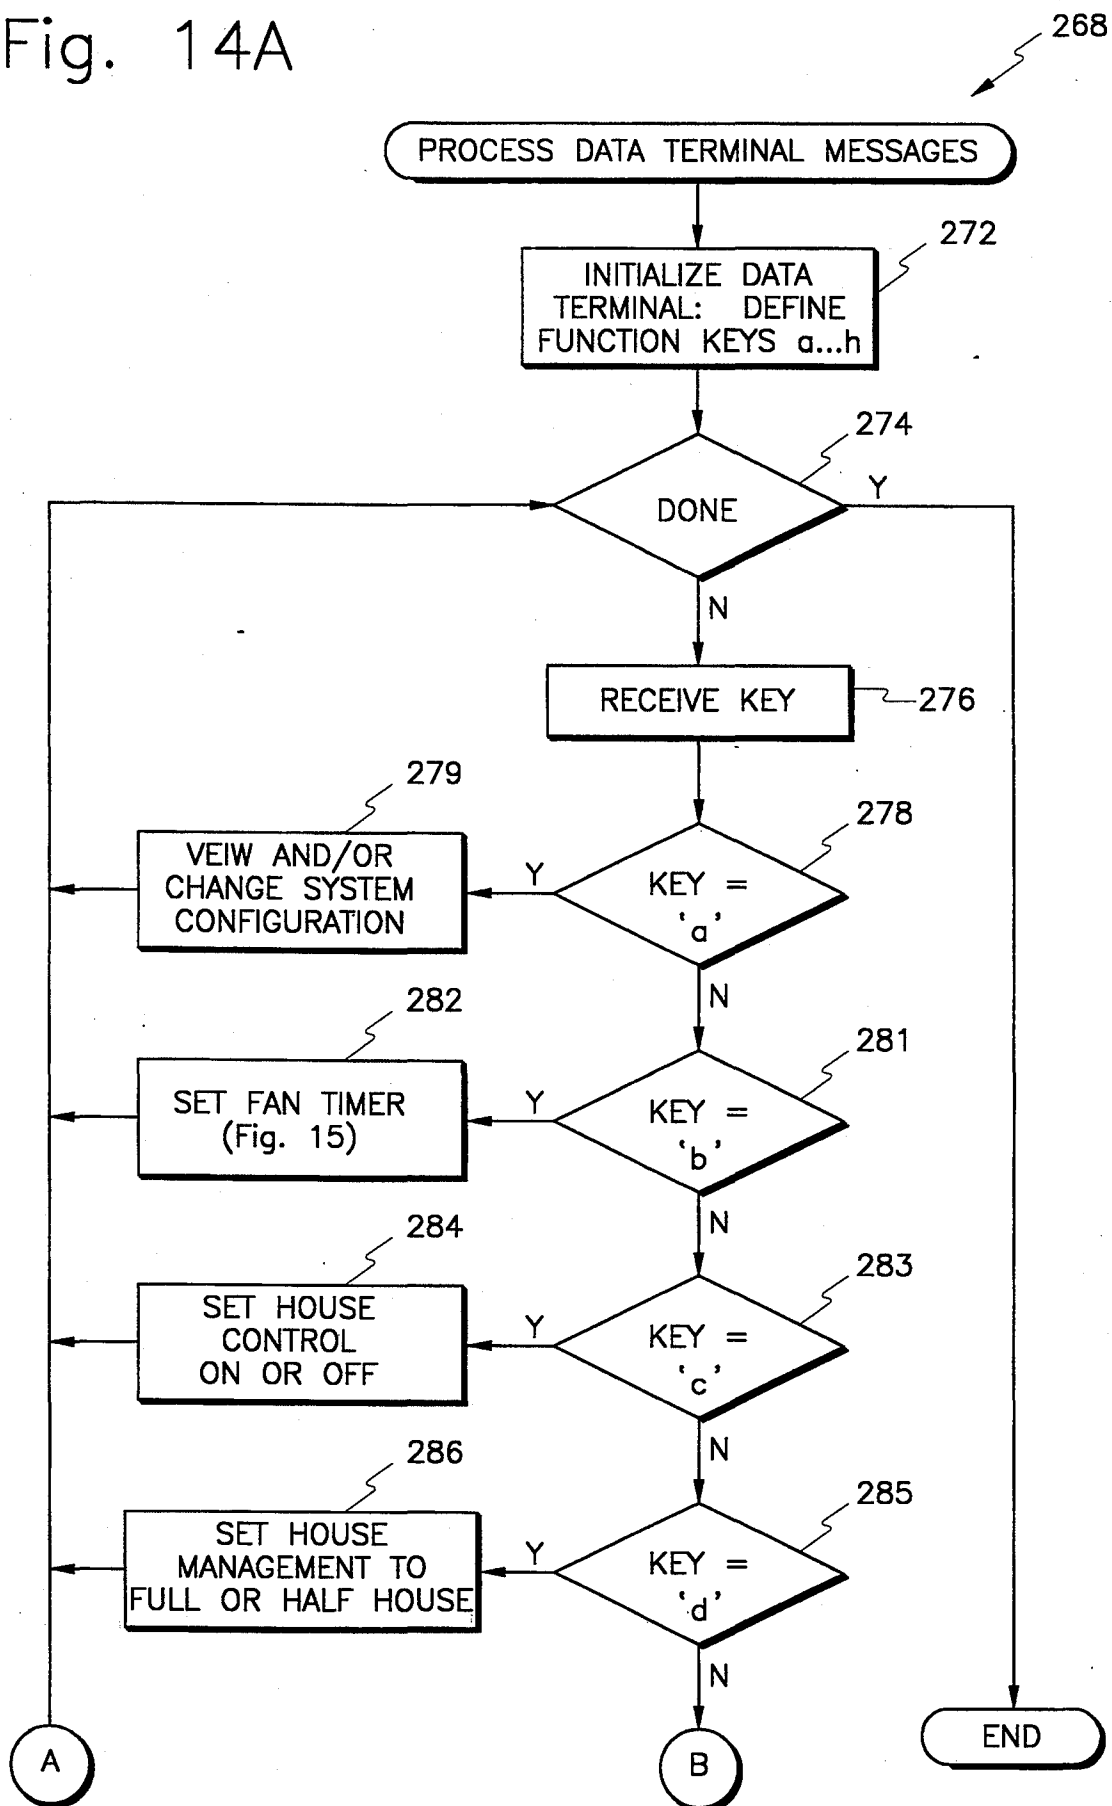 Fig. 14A
268
PROCESS DATA TERMINAL MESSAGES
272
INITIALIZE DATA
TERMINAL: DEFINE
FUNCTION KEYS a...h
274
DONE
Y
N
RECEIVE KEY
276
279
VEIW AND/OR
CHANGE SYSTEM
CONFIGURATION
Y
278
KEY =
'a'
N
282
SET FAN TIMER
(Fig. 15)
Y
281
KEY =
'b'
N
284
SET HOUSE
CONTROL
ON OR OFF
Y
283
KEY =
'c'
N
286
SET HOUSE
MANAGEMENT TO
FULL OR HALF HOUSE
Y
285
KEY =
'd'
N
A
B
END